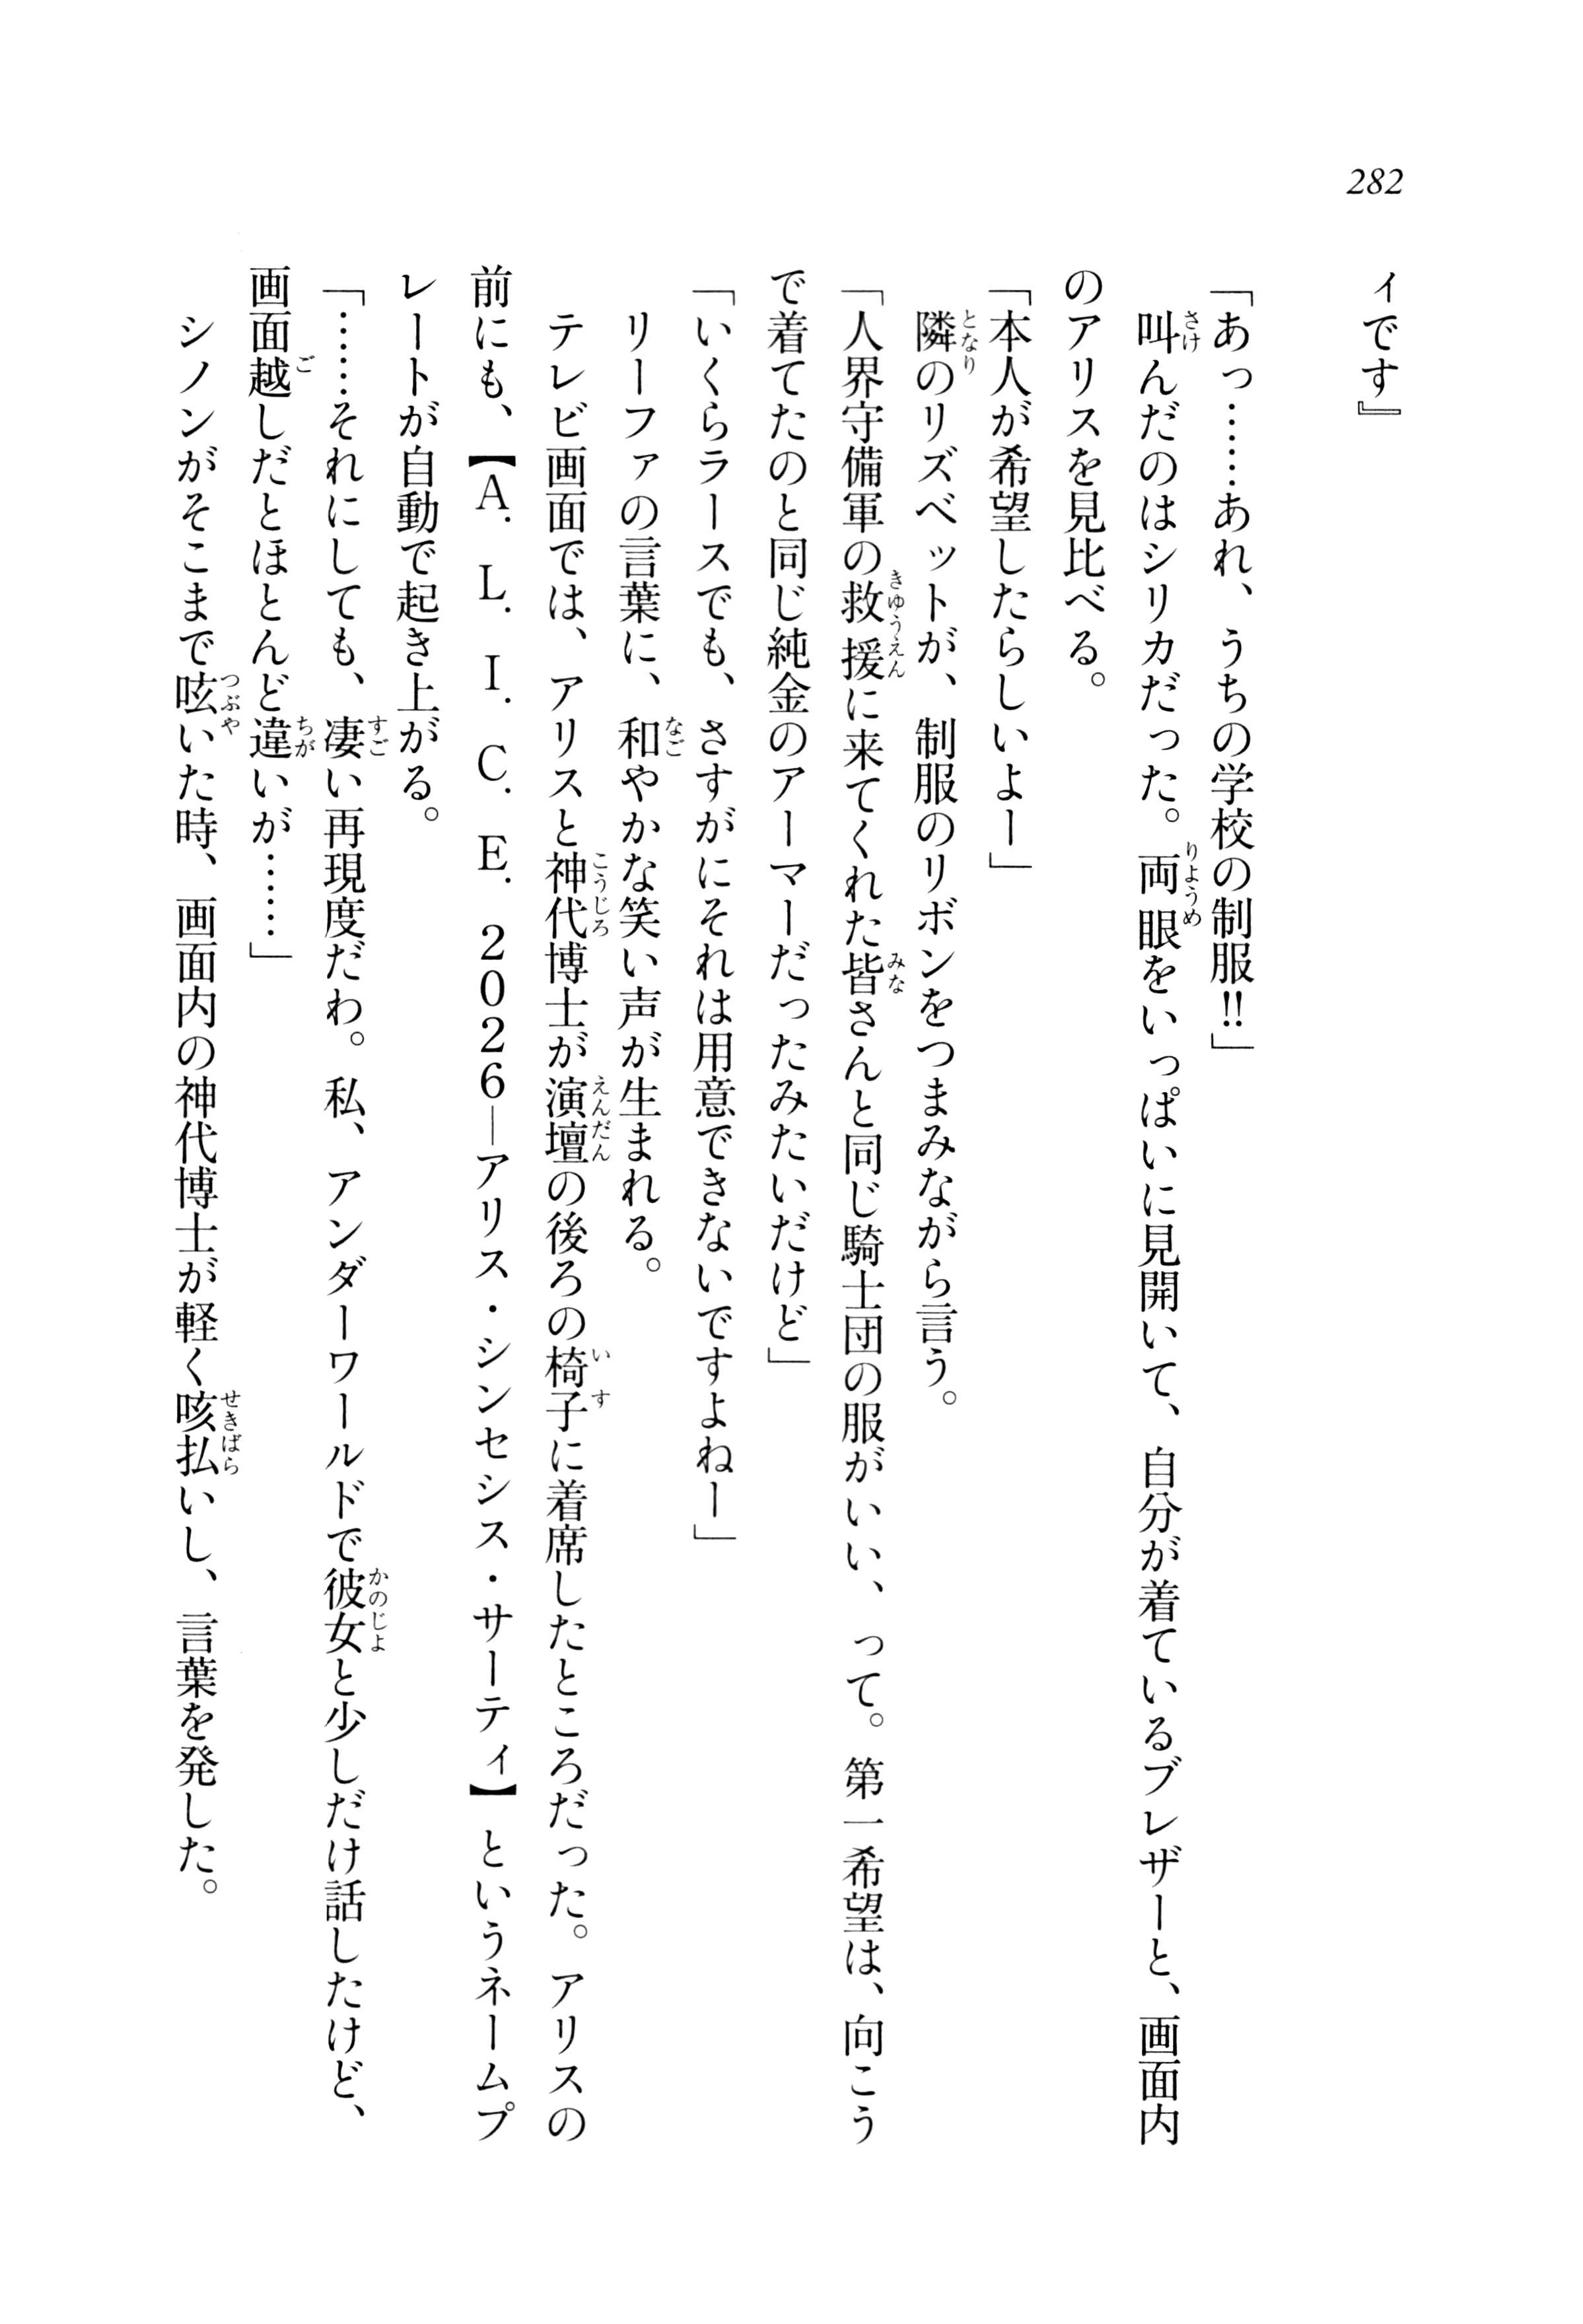 282
ィです』
「あっ……あれ、うちの学校の制服‼」
　叫んだのはシリカだった。両眼をいっぱいに見開いて、自分が着ているブレザーと、画面内
のアリスを見比べる。
「本人が希望したらしいよー」
　隣のリズベットが、制服のリボンをつまみながら言う。
「人界守備軍の救援に来てくれた皆さんと同じ騎士団の服がいい、って。第一希望は、向こう
で着てたのと同じ純金のアーマーだったみたいだけど」
「いくらラースでも、さすがにそれは用意できないですよねー」
　リーファの言葉に、和やかな笑い声が生まれる。
　テレビ画面では、アリスと神代博士が演壇の後ろの椅子に着席したところだった。アリスの
前にも、【A. L. I. C. E. 2026―アリス・シンセシス・サーティ】というネームプ
レートが自動で起き上がる。
「……それにしても、凄い再現度だわ。私、アンダーワールドで彼女と少しだけ話したけど、
画面越しだとほとんど違いが……」
　シノンがそこまで呟いた時、画面内の神代博士が軽く咳払いし、言葉を発した。